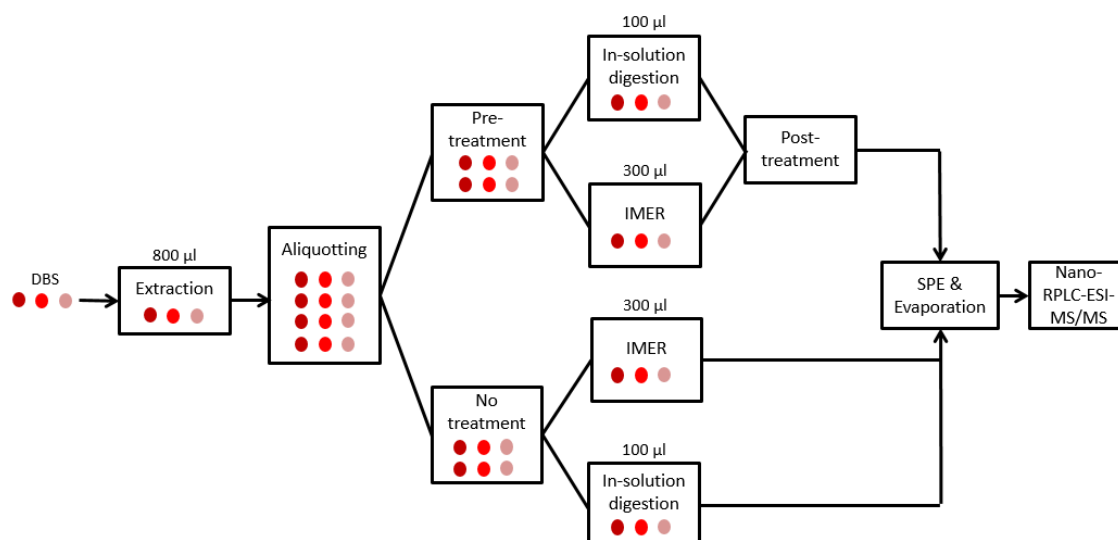 DBS
800 µl
Extraction
Aliquotting
Pre-
treatment
100 µl
In-solution
digestion
300 µl
IMER
Post-
treatment
No
treatment
300 µl
IMER
100 µl
In-solution
digestion
SPE &
Evaporation
Nano-
RPLC-ESI-
MS/MS